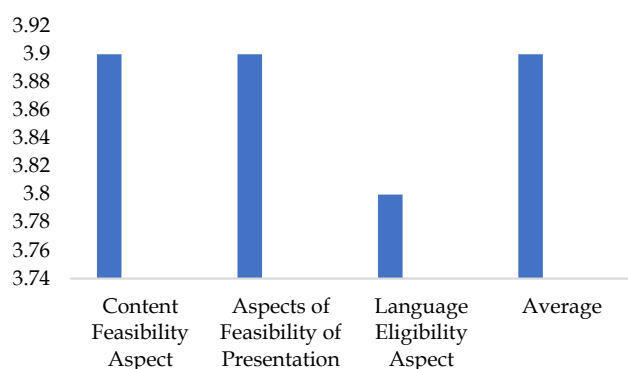 3.92
3.9
3.88
3.86
3.84
3.82
3.8
3.78
3.76
3.74
Content
Feasibility
Aspect
Aspects of
Feasibility of
Presentation
Language
Eligibility
Aspect
Average